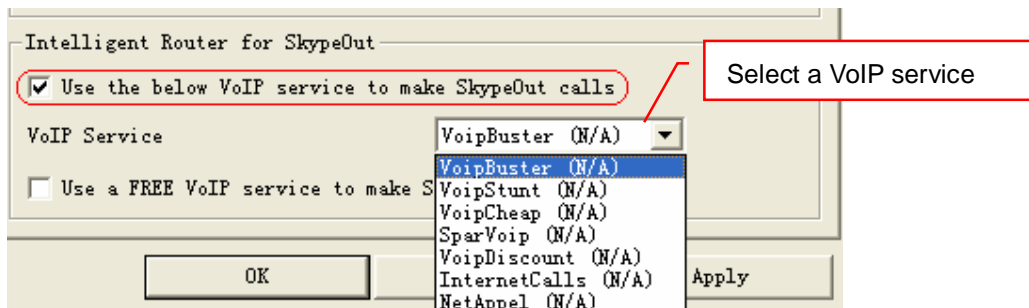 Intelligent Router for SkypeOut
Use the below VoIP service to make SkypeOut calls
Select a VoIP service
VoIP Service
VoipBuster (N/A)
VoipBuster (N/A)
Use a FREE VoIP service to make S
VoipStunt (N/A)
VoipCheap (N/A)
SparVoip (N/A)
VoipDiscount (N/A)
OK
InternetCalls (N/A)
Apply
NetAppel (N/A)